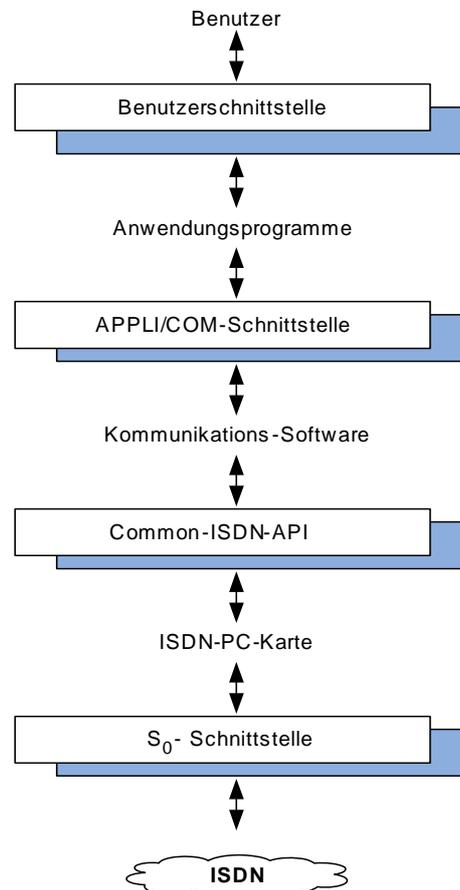 Benutzer
Benutzerschnittstelle
Anwendungsprogramme
APPLI/COM-Schnittstelle
Kommunikations-Software
Common-ISDN-API
ISDN-PC-Karte
S₀- Schnittstelle
ISDN